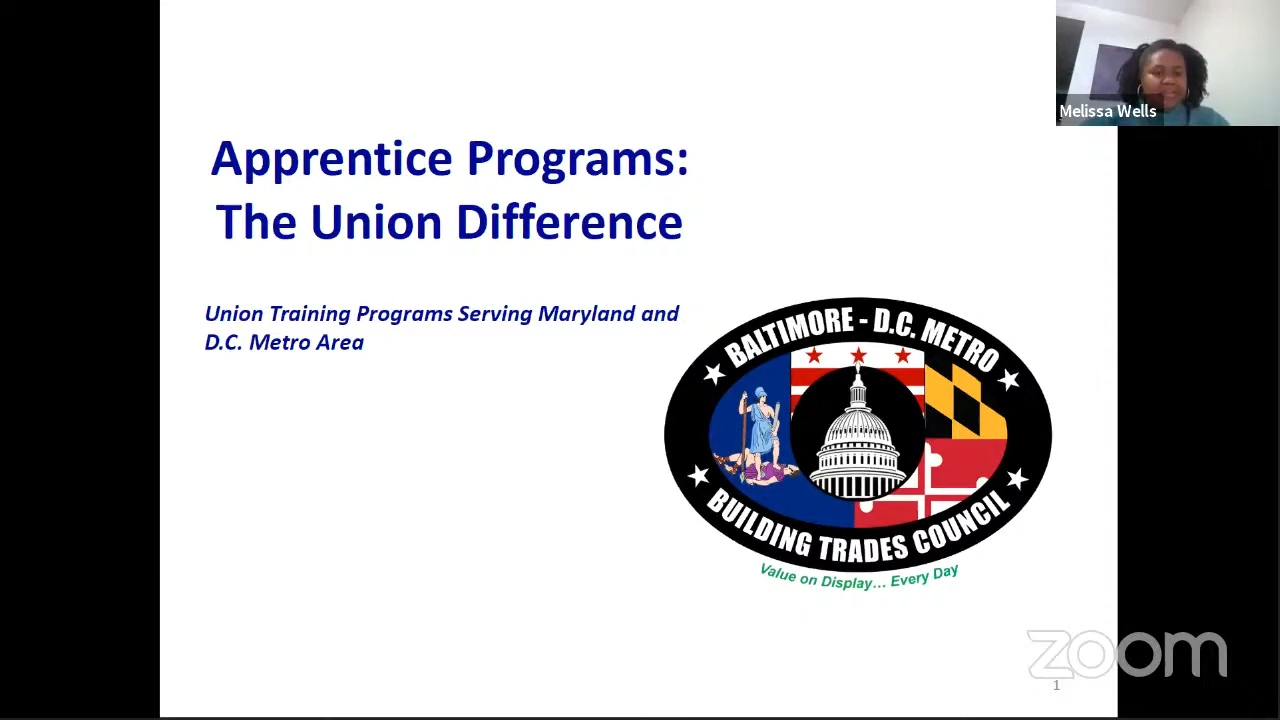 Melissa Wells
Apprentice Programs:
The Union Difference
Union Training Programs Serving Maryland and
D.C. Metro Area
BALTIMORE - D.C. METRO
BUILDING TRADES COUNCIL
Value on Display... Every Day
zoom
1